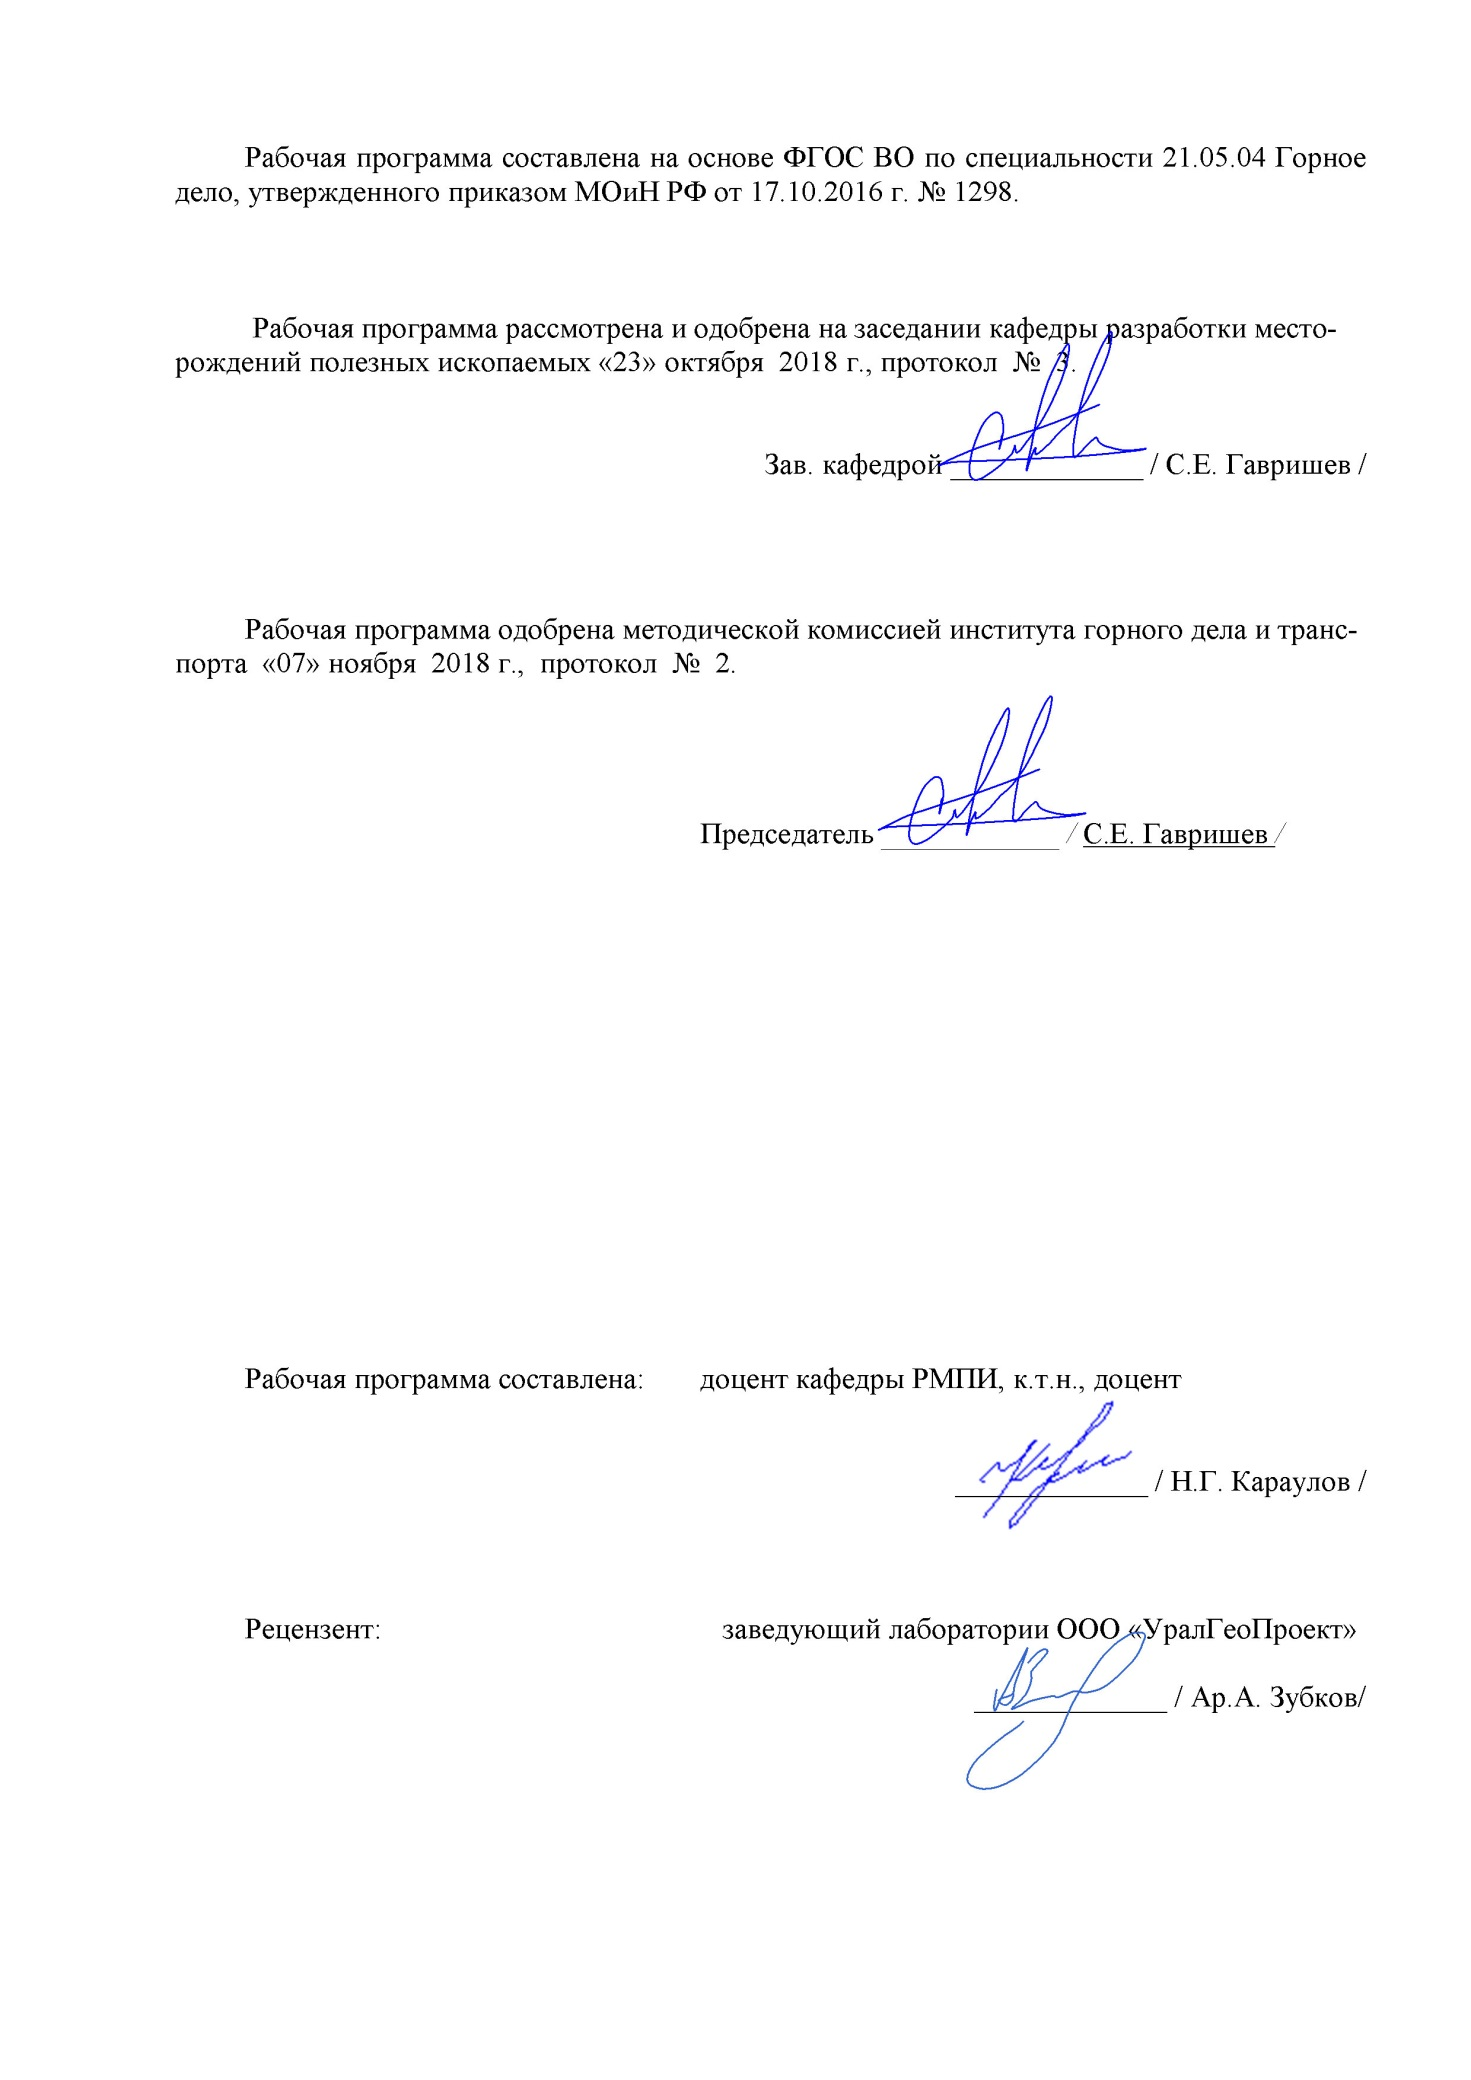 Рабочая программа составлена на основе ФГОС ВО по специальности 21.05.04 Горное
дело, утвержденного приказом МОиН РФ от 17.10.2016 г. № 1298.
Рабочая программа рассмотрена и одобрена на заседании кафедры разработки место-
рождений полезных ископаемых «23» октября 2018 г., протокол № 3.
Зав. кафедрой _____________ / С.Е. Гавришев /
Рабочая программа одобрена методической комиссией института горного дела и транс-
порта «07» ноября 2018 г., протокол № 2.
Председатель ____________ / С.Е. Гавришев /
Рабочая программа составлена: доцент кафедры РМПИ, к.т.н., доцент
_____________ / Н.Г. Караулов /
Рецензент: заведующий лаборатории ООО «УралГеоПроект»
_____________ / Ар.А. Зубков/